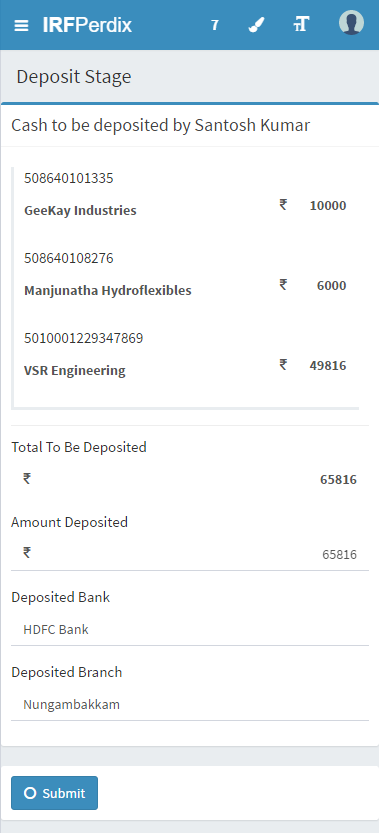 IRFPerdix 7
Deposit Stage
Cash to be deposited by Santosh Kumar
508640101335
GeeKay Industries ₹ 10000
508640108276
Manjunatha Hydroflexibles ₹ 6000
5010001229347869
VSR Engineering ₹ 49816
Total To Be Deposited
₹ 65816
Amount Deposited
₹ 65816
Deposited Bank
HDFC Bank
Deposited Branch
Nungambakkam
Submit